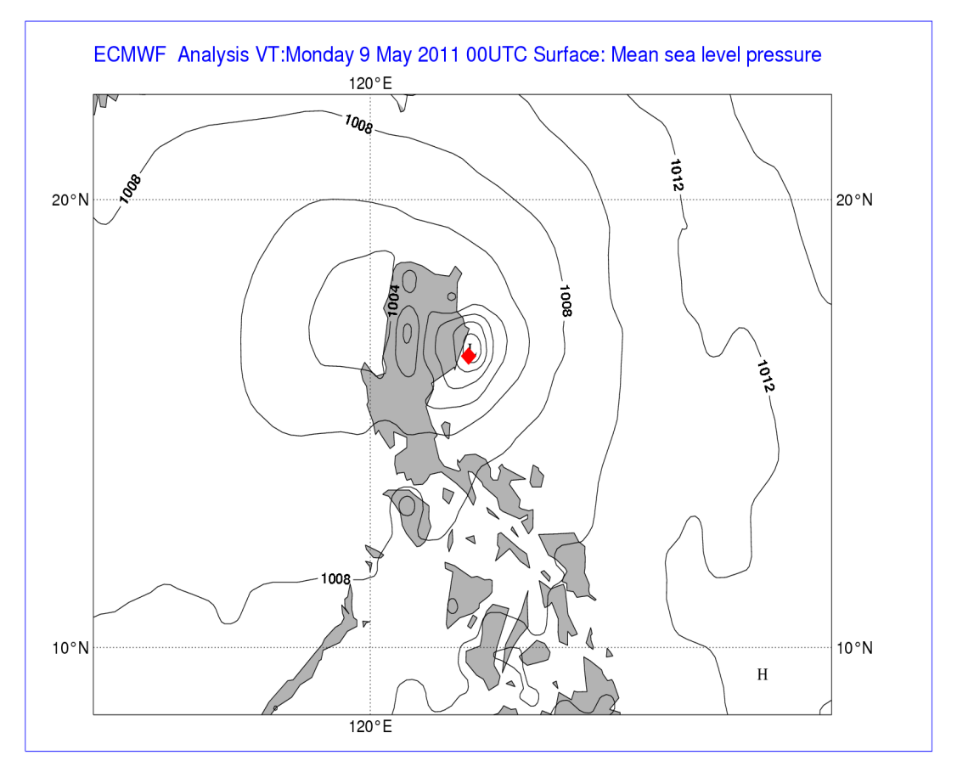 ECMWF  Analysis VT:Monday 9 May 2011 00UTC Surface: Mean sea level pressure
120°E
1008
1012
1008
20°N
20°N
1004
1008
L
1012
1008
10°N
10°N
H
120°E